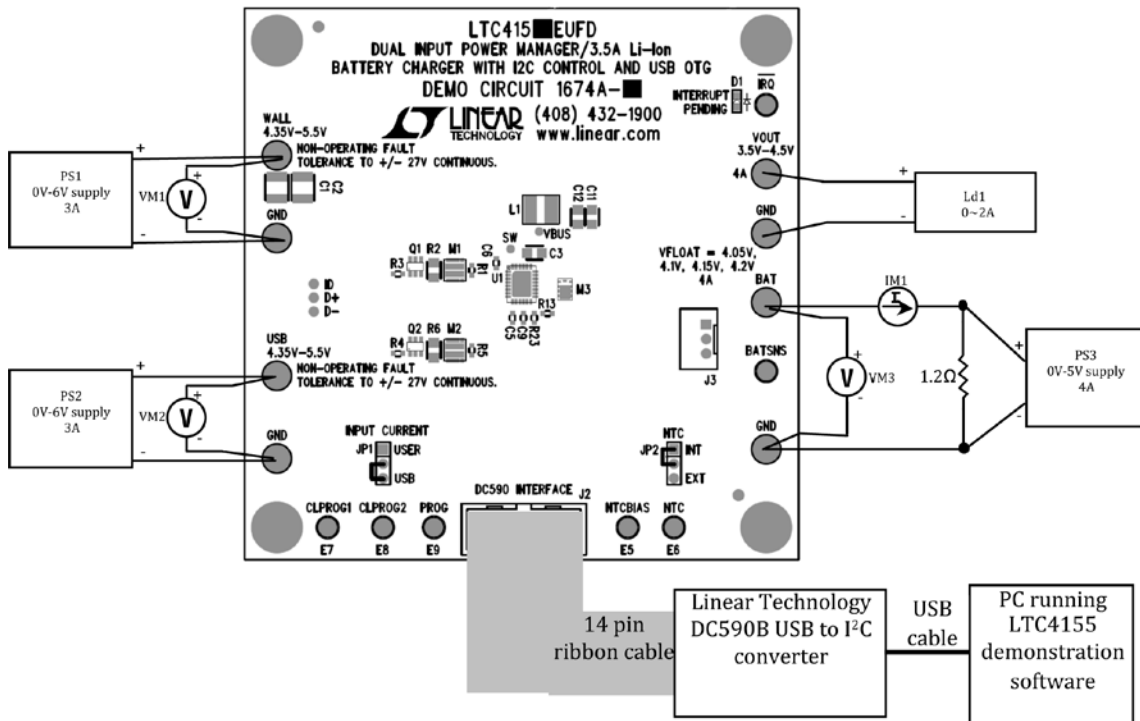 LTC415 EUFD
DUAL INPUT POWER MANAGER/3.5A Li-Ion
BATTERY CHARGER WITH I2C CONTROL AND USB OTG
DEMO CIRCUIT 1674A-
LINEAR
TECHNOLOGY
(408) 432-1900
www.linear.com
D1
IRQ
INTERRUPT
PENDING
WALL
4.35V-5.5V
NON-OPERATING FAULT
TOLERANCE TO +/- 27V CONTINUOUS.
C2
C1
GND
PS1
0V-6V supply
3A
+
-
VM1
+
V
-
VOUT
3.5V-4.5V
4A
GND
+
-
Ld1
0~2A
L1
C12
C11
VBUS
SW
C3
C6
U1
Q1
R2
M1
R3
R1
M3
R13
C5
C9
R23
ID
D+
D-
Q2
R6
M2
R4
R5
VFLOAT = 4.05V,
4.1V, 4.15V, 4.2V
4A
BAT
IM1
I
J3
BATSNS
+
V
-
VM3
1.2Ω
+
-
PS3
0V-5V supply
4A
USB
4.35V-5.5V
NON-OPERATING FAULT
TOLERANCE TO +/- 27V CONTINUOUS.
PS2
0V-6V supply
3A
+
-
VM2
+
V
-
GND
GND
INPUT CURRENT
JP1
USER
USB
NTC
JP2
INT
EXT
DC590 INTERFACE
J2
CLPROG1
CLPROG2
PROG
NTCBIAS
NTC
E7
E8
E9
E5
E6
14 pin
ribbon cable
Linear Technology
DC590B USB to I²C
converter
USB
cable
PC running
LTC4155
demonstration
software